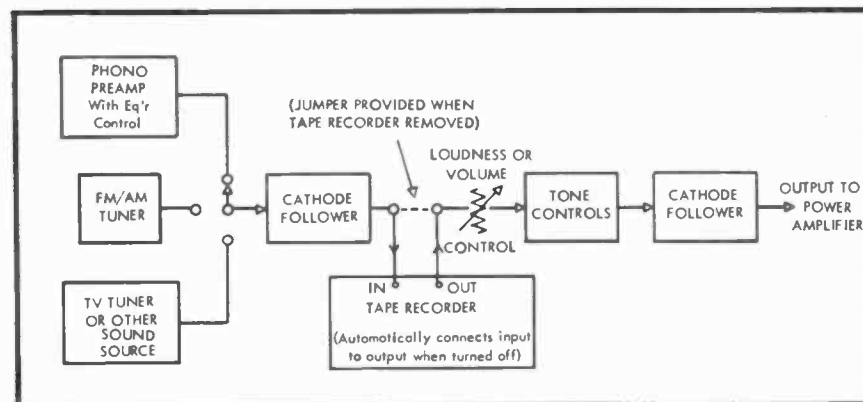 PHONO
PREAMP
With Eq'r
Control
(JUMPER PROVIDED WHEN
TAPE RECORDER REMOVED)
LOUDNESS OR
VOLUME
FM/AM
TUNER
CATHODE
FOLLOWER
TONE
CONTROLS
CATHODE
FOLLOWER
OUTPUT TO
POWER
AMPLIFIER
CONTROL
TV TUNER
OR OTHER
SOUND
SOURCE
IN OUT
TAPE RECORDER
(Automatically connects input
to output when turned off)